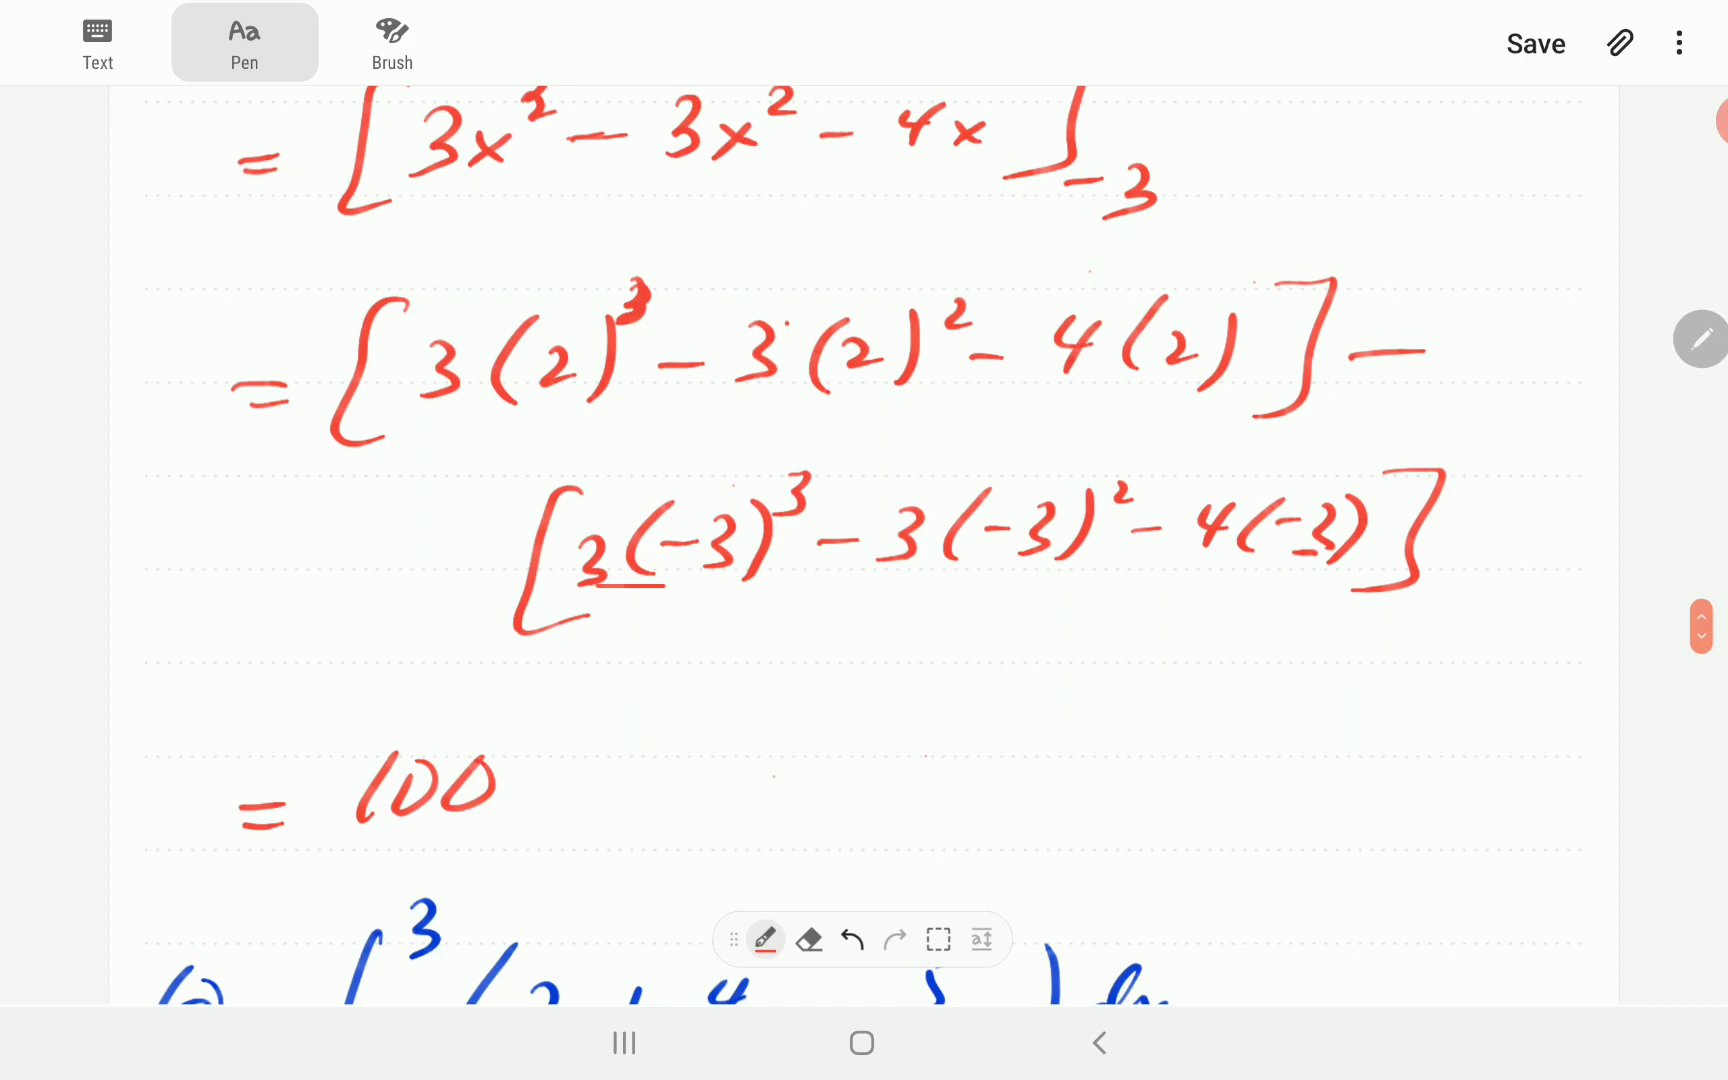 Text Pen Brush Save
= [3x² - 3x² - 4x]₋₃
= [3(2)³ - 3(2)² - 4(2)] -
[3(-3)³ - 3(-3)² - 4(-3)]
= 100
3